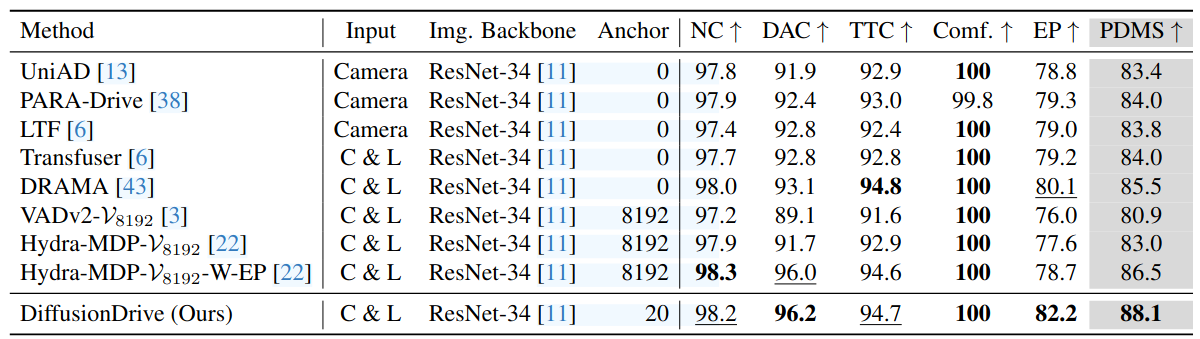 Method Input Img. Backbone Anchor NC ↑ DAC ↑ TTC ↑ Comf. ↑ EP ↑ PDMS ↑
UniAD [13] Camera ResNet-34 [11] 0 97.8 91.9 92.9 100 78.8 83.4
PARA-Drive [38] Camera ResNet-34 [11] 0 97.9 92.4 93.0 99.8 79.3 84.0
LTF [6] Camera ResNet-34 [11] 0 97.4 92.8 92.4 100 79.0 83.8
Transfuser [6] C & L ResNet-34 [11] 0 97.7 92.8 92.8 100 79.2 84.0
DRAMA [43] C & L ResNet-34 [11] 0 98.0 93.1 94.8 100 80.1 85.5
VADv2-𝒱8192 [3] C & L ResNet-34 [11] 8192 97.2 89.1 91.6 100 76.0 80.9
Hydra-MDP-𝒱8192 [22] C & L ResNet-34 [11] 8192 97.9 91.7 92.9 100 77.6 83.0
Hydra-MDP-𝒱8192-W-EP [22] C & L ResNet-34 [11] 8192 98.3 96.0 94.6 100 78.7 86.5
DiffusionDrive (Ours) C & L ResNet-34 [11] 20 98.2 96.2 94.7 100 82.2 88.1